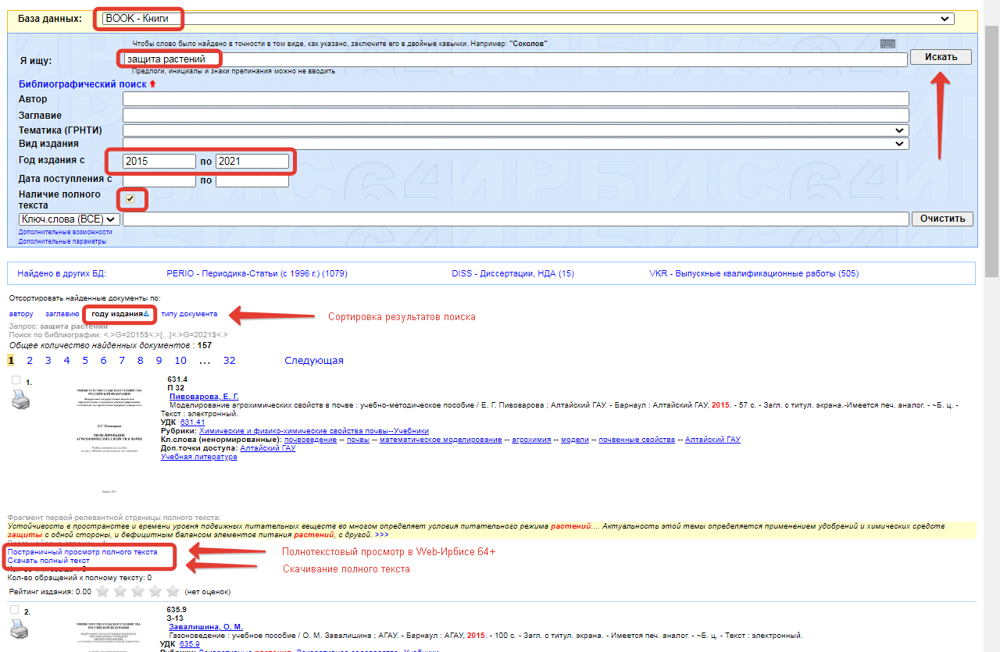 База данных: BOOK - Книги
Чтобы слово было найдено в точности в том виде, как указано, заключите его в двойные кавычки. Например: "Соколов"
Я ищу: защита растений Искать
Предлоги, инициалы и знаки препинания можно не вводить
Библиографический поиск
Автор
Заглавие
Тематика (ГРНТИ)
Вид издания
Год издания с 2015 по 2021
Дата поступления с по
Наличие полного
текста
Ключ.слова (ВСЕ) Очистить
Дополнительные возможности
Дополнительные параметры
Найдено в других БД: PERIO - Периодика-Статьи (с 1996 г.) (1079) DISS - Диссертации, НДА (15) VKR - Выпускные квалификационные работы (505)
Отсортировать найденные документы по:
автору заглавию году издания типу документа Сортировка результатов поиска
Запрос: защита растений
Поиск по библиографии: <.>G=2015$<.>[...]<.>G=2021$<.>
Общее количество найденных документов : 157
1 2 3 4 5 6 7 8 9 10 ... 32 Следующая
1. 631.4
П 32
Пивоварова, Е. Г.
Моделирование агрохимических свойств в почве : учебно-методическое пособие / Е. Г. Пивоварова ; Алтайский ГАУ. - Барнаул : Алтайский ГАУ, 2015. - 57 с. - Загл. с титул. экрана.-Имеется печ. аналог. - ~Б. ц. -
Текст : электронный.
УДК 631.41
Рубрики: Химические и физико-химические свойства почвы--Учебники
Кл.слова (ненормированные): почвоведение -- почвы -- математическое моделирование -- агрохимия -- модели -- почвенные свойства -- Алтайский ГАУ
Доп.точки доступа: Алтайский ГАУ
Учебная литература
Фрагмент первой релевантной страницы полного текста:
Устойчивость в пространстве и времени уровня подвижных питательных веществ во многом определяет условия питательного режима растений.... Актуальность этой темы определяется применением удобрений и химических средств
защиты с одной стороны, и дефицитным балансом элементов питания растений, с другой. >>>
Постраничный просмотр полного текста Полнотекстовый просмотр в Web-Ирбисе 64+
Скачать полный текст Скачивание полного текста
Кол-во обращений к полному тексту: 0
Рейтинг издания: 0.00 (нет оценок)
2. 635.9
З-13
Завалишина, О. М.
Газоноведение : учебное пособие / О. М. Завалишина ; АГАУ. - Барнаул : АГАУ, 2015. - 100 с. - Загл. с титул. экрана. - Имеется печ. аналог. - ~Б. ц. - Текст : электронный.
УДК 635.9